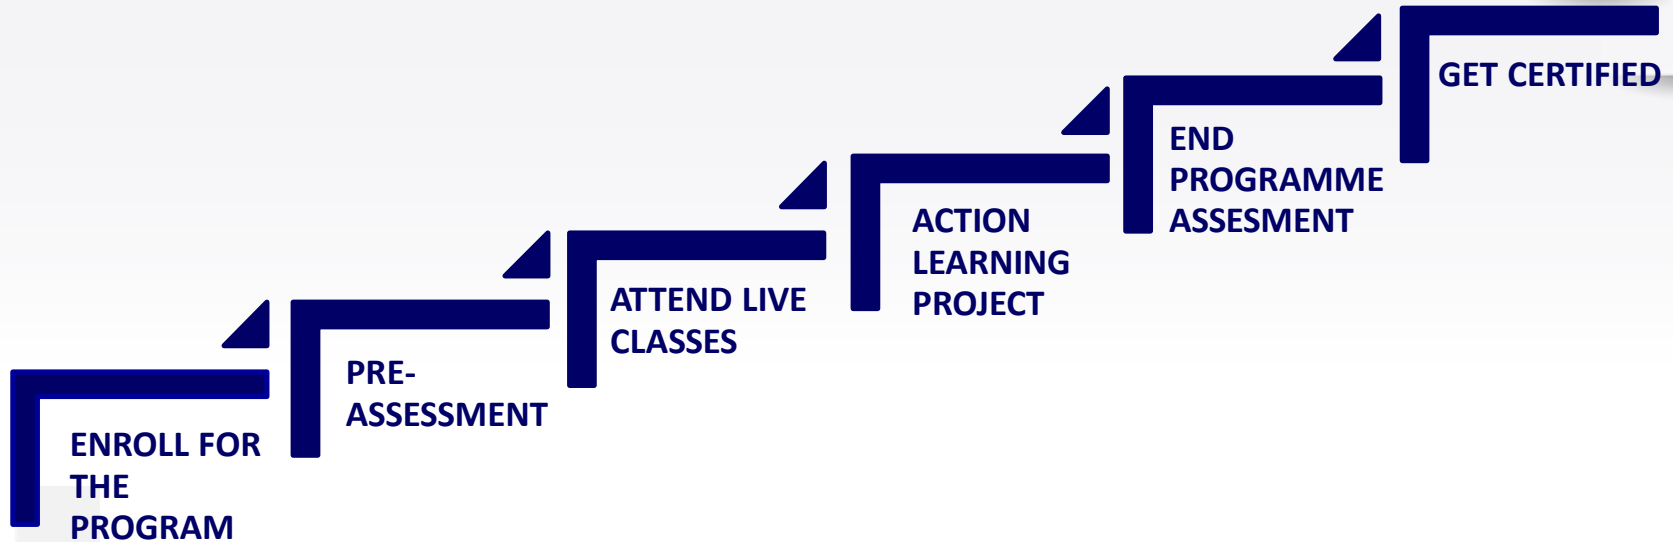 ENROLL FOR
THE
PROGRAM
PRE-
ASSESSMENT
ATTEND LIVE
CLASSES
ACTION
LEARNING
PROJECT
END
PROGRAMME
ASSESMENT
GET CERTIFIED